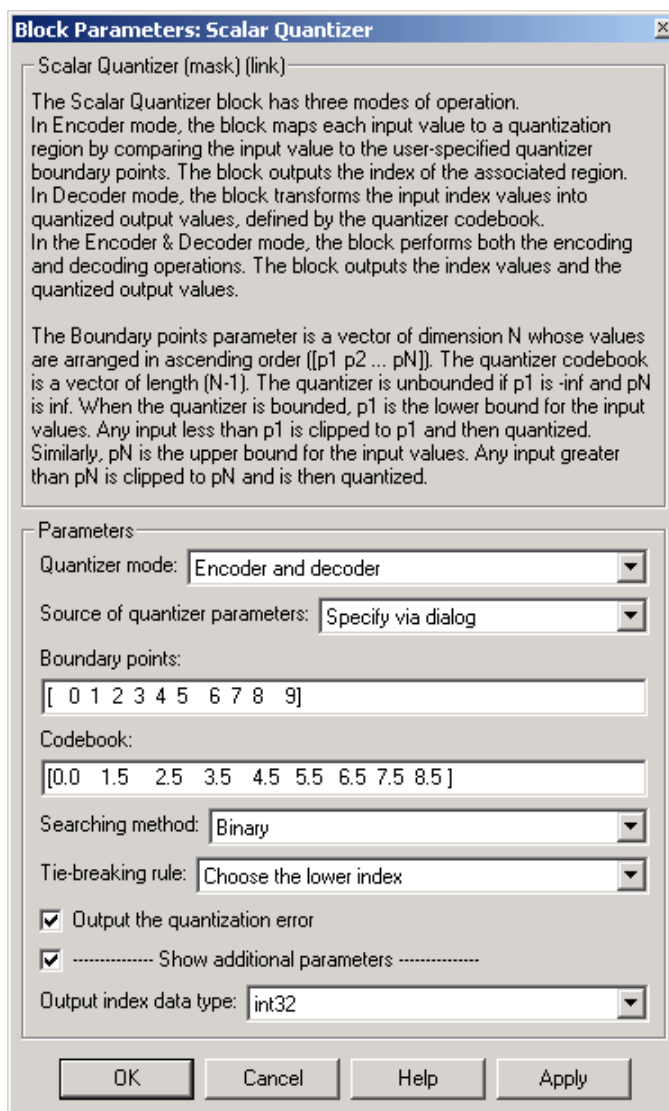 Block Parameters: Scalar Quantizer
Scalar Quantizer (mask) (link)
The Scalar Quantizer block has three modes of operation.
In Encoder mode, the block maps each input value to a quantization
region by comparing the input value to the user-specified quantizer
boundary points. The block outputs the index of the associated region.
In Decoder mode, the block transforms the input index values into
quantized output values, defined by the quantizer codebook.
In the Encoder & Decoder mode, the block performs both the encoding
and decoding operations. The block outputs the index values and the
quantized output values.
The Boundary points parameter is a vector of dimension N whose values
are arranged in ascending order ([p1 p2 ... pN]). The quantizer codebook
is a vector of length (N-1). The quantizer is unbounded if p1 is -inf and pN
is inf. When the quantizer is bounded, p1 is the lower bound for the input
values. Any input less than p1 is clipped to p1 and then quantized.
Similarly, pN is the upper bound for the input values. Any input greater
than pN is clipped to pN and is then quantized.
Parameters
Quantizer mode: Encoder and decoder
Source of quantizer parameters: Specify via dialog
Boundary points:
[ 0 1 2 3 4 5 6 7 8 9]
Codebook:
[0.0 1.5 2.5 3.5 4.5 5.5 6.5 7.5 8.5 ]
Searching method: Binary
Tie-breaking rule: Choose the lower index
Output the quantization error
--------------- Show additional parameters ---------------
Output index data type: int32
OK Cancel Help Apply